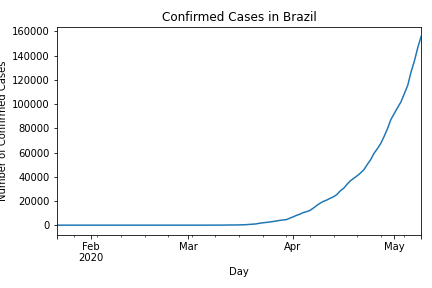 Confirmed Cases in Brazil
160000
140000
120000
100000
80000
60000
40000
20000
0
Number of Confirmed Cases
Feb
2020
Mar
Apr
May
Day